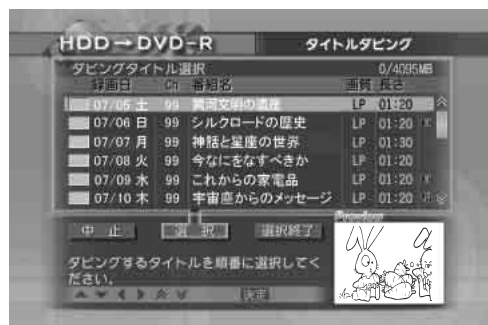 HDD→DVD-R タイトルダビング
ダビングタイトル選択 0/4095MB
録画日 Ch 番組名 画質 長さ
07/05 土 99 黄河文明の遺産 LP 01:20
07/06 日 99 シルクロードの歴史 LP 01:20
07/07 月 99 神話と星座の世界 LP 01:30
07/08 火 99 今なにをなすべきか LP 01:20
07/09 水 99 これからの家電品 LP 01:20
07/10 木 99 宇宙塵からのメッセージ LP 01:20
中 止 選 択 選択終了 Preview
ダビングするタイトルを順番に選択してく
ださい。
決定